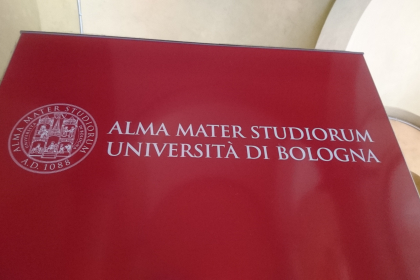 ALMA MATER STUDIORUM
A.D. 1088
ALMA MATER STUDIORUM
UNIVERSITÀ DI BOLOGNA